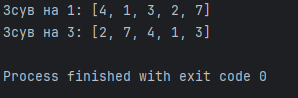 Зсув на 1: [4, 1, 3, 2, 7]
Зсув на 3: [2, 7, 4, 1, 3]
Process finished with exit code 0